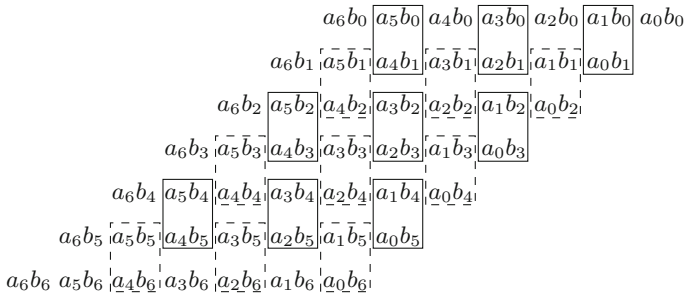 a₆b₀ a₅b₀ a₄b₀ a₃b₀ a₂b₀ a₁b₀ a₀b₀
a₆b₁ a₅b₁ a₄b₁ a₃b₁ a₂b₁ a₁b₁ a₀b₁
a₆b₂ a₅b₂ a₄b₂ a₃b₂ a₂b₂ a₁b₂ a₀b₂
a₆b₃ a₅b₃ a₄b₃ a₃b₃ a₂b₃ a₁b₃ a₀b₃
a₆b₄ a₅b₄ a₄b₄ a₃b₄ a₂b₄ a₁b₄ a₀b₄
a₆b₅ a₅b₅ a₄b₅ a₃b₅ a₂b₅ a₁b₅ a₀b₅
a₆b₆ a₅b₆ a₄b₆ a₃b₆ a₂b₆ a₁b₆ a₀b₆